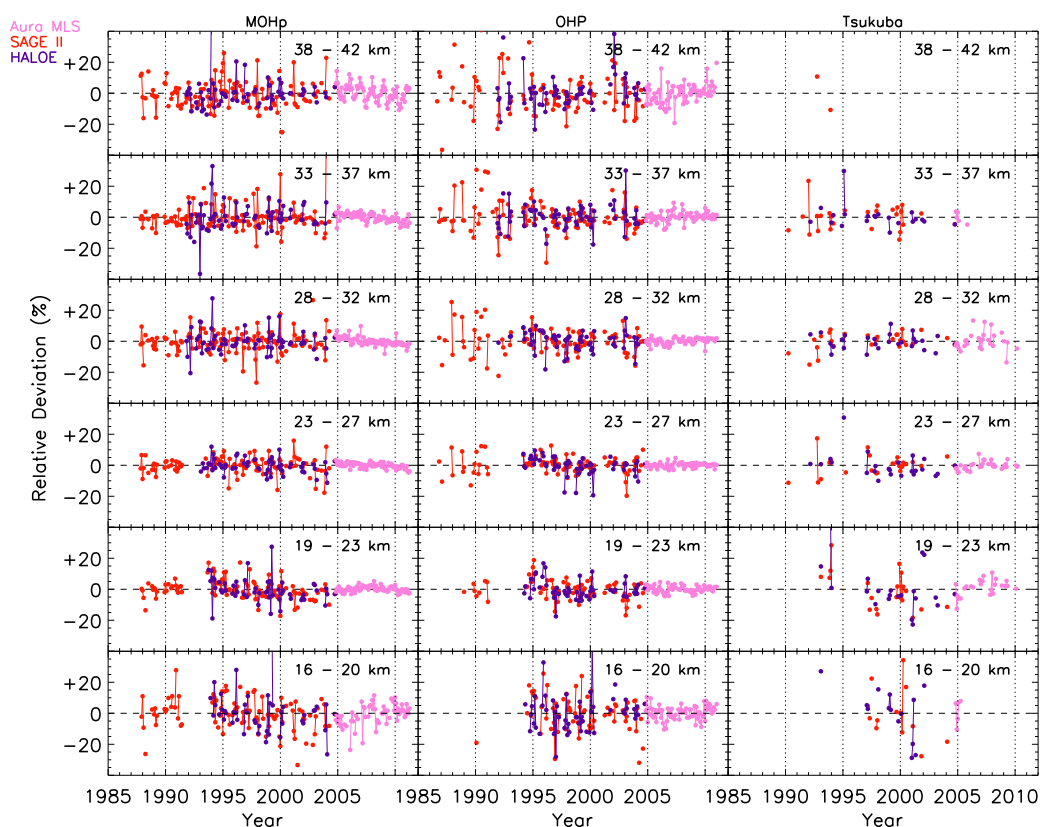 MOHp OHP Tsukuba
Aura MLS
SAGE II
HALOE
38 – 42 km 38 – 42 km 38 – 42 km
+20
0
−20
33 – 37 km 33 – 37 km 33 – 37 km
+20
0
−20
28 – 32 km 28 – 32 km 28 – 32 km
+20
0
−20
23 – 27 km 23 – 27 km 23 – 27 km
+20
0
−20
19 – 23 km 19 – 23 km 19 – 23 km
+20
0
−20
16 – 20 km 16 – 20 km 16 – 20 km
+20
0
−20
Relative Deviation (%)
1985 1990 1995 2000 2005 1985 1990 1995 2000 2005 1985 1990 1995 2000 2005 2010
Year Year Year